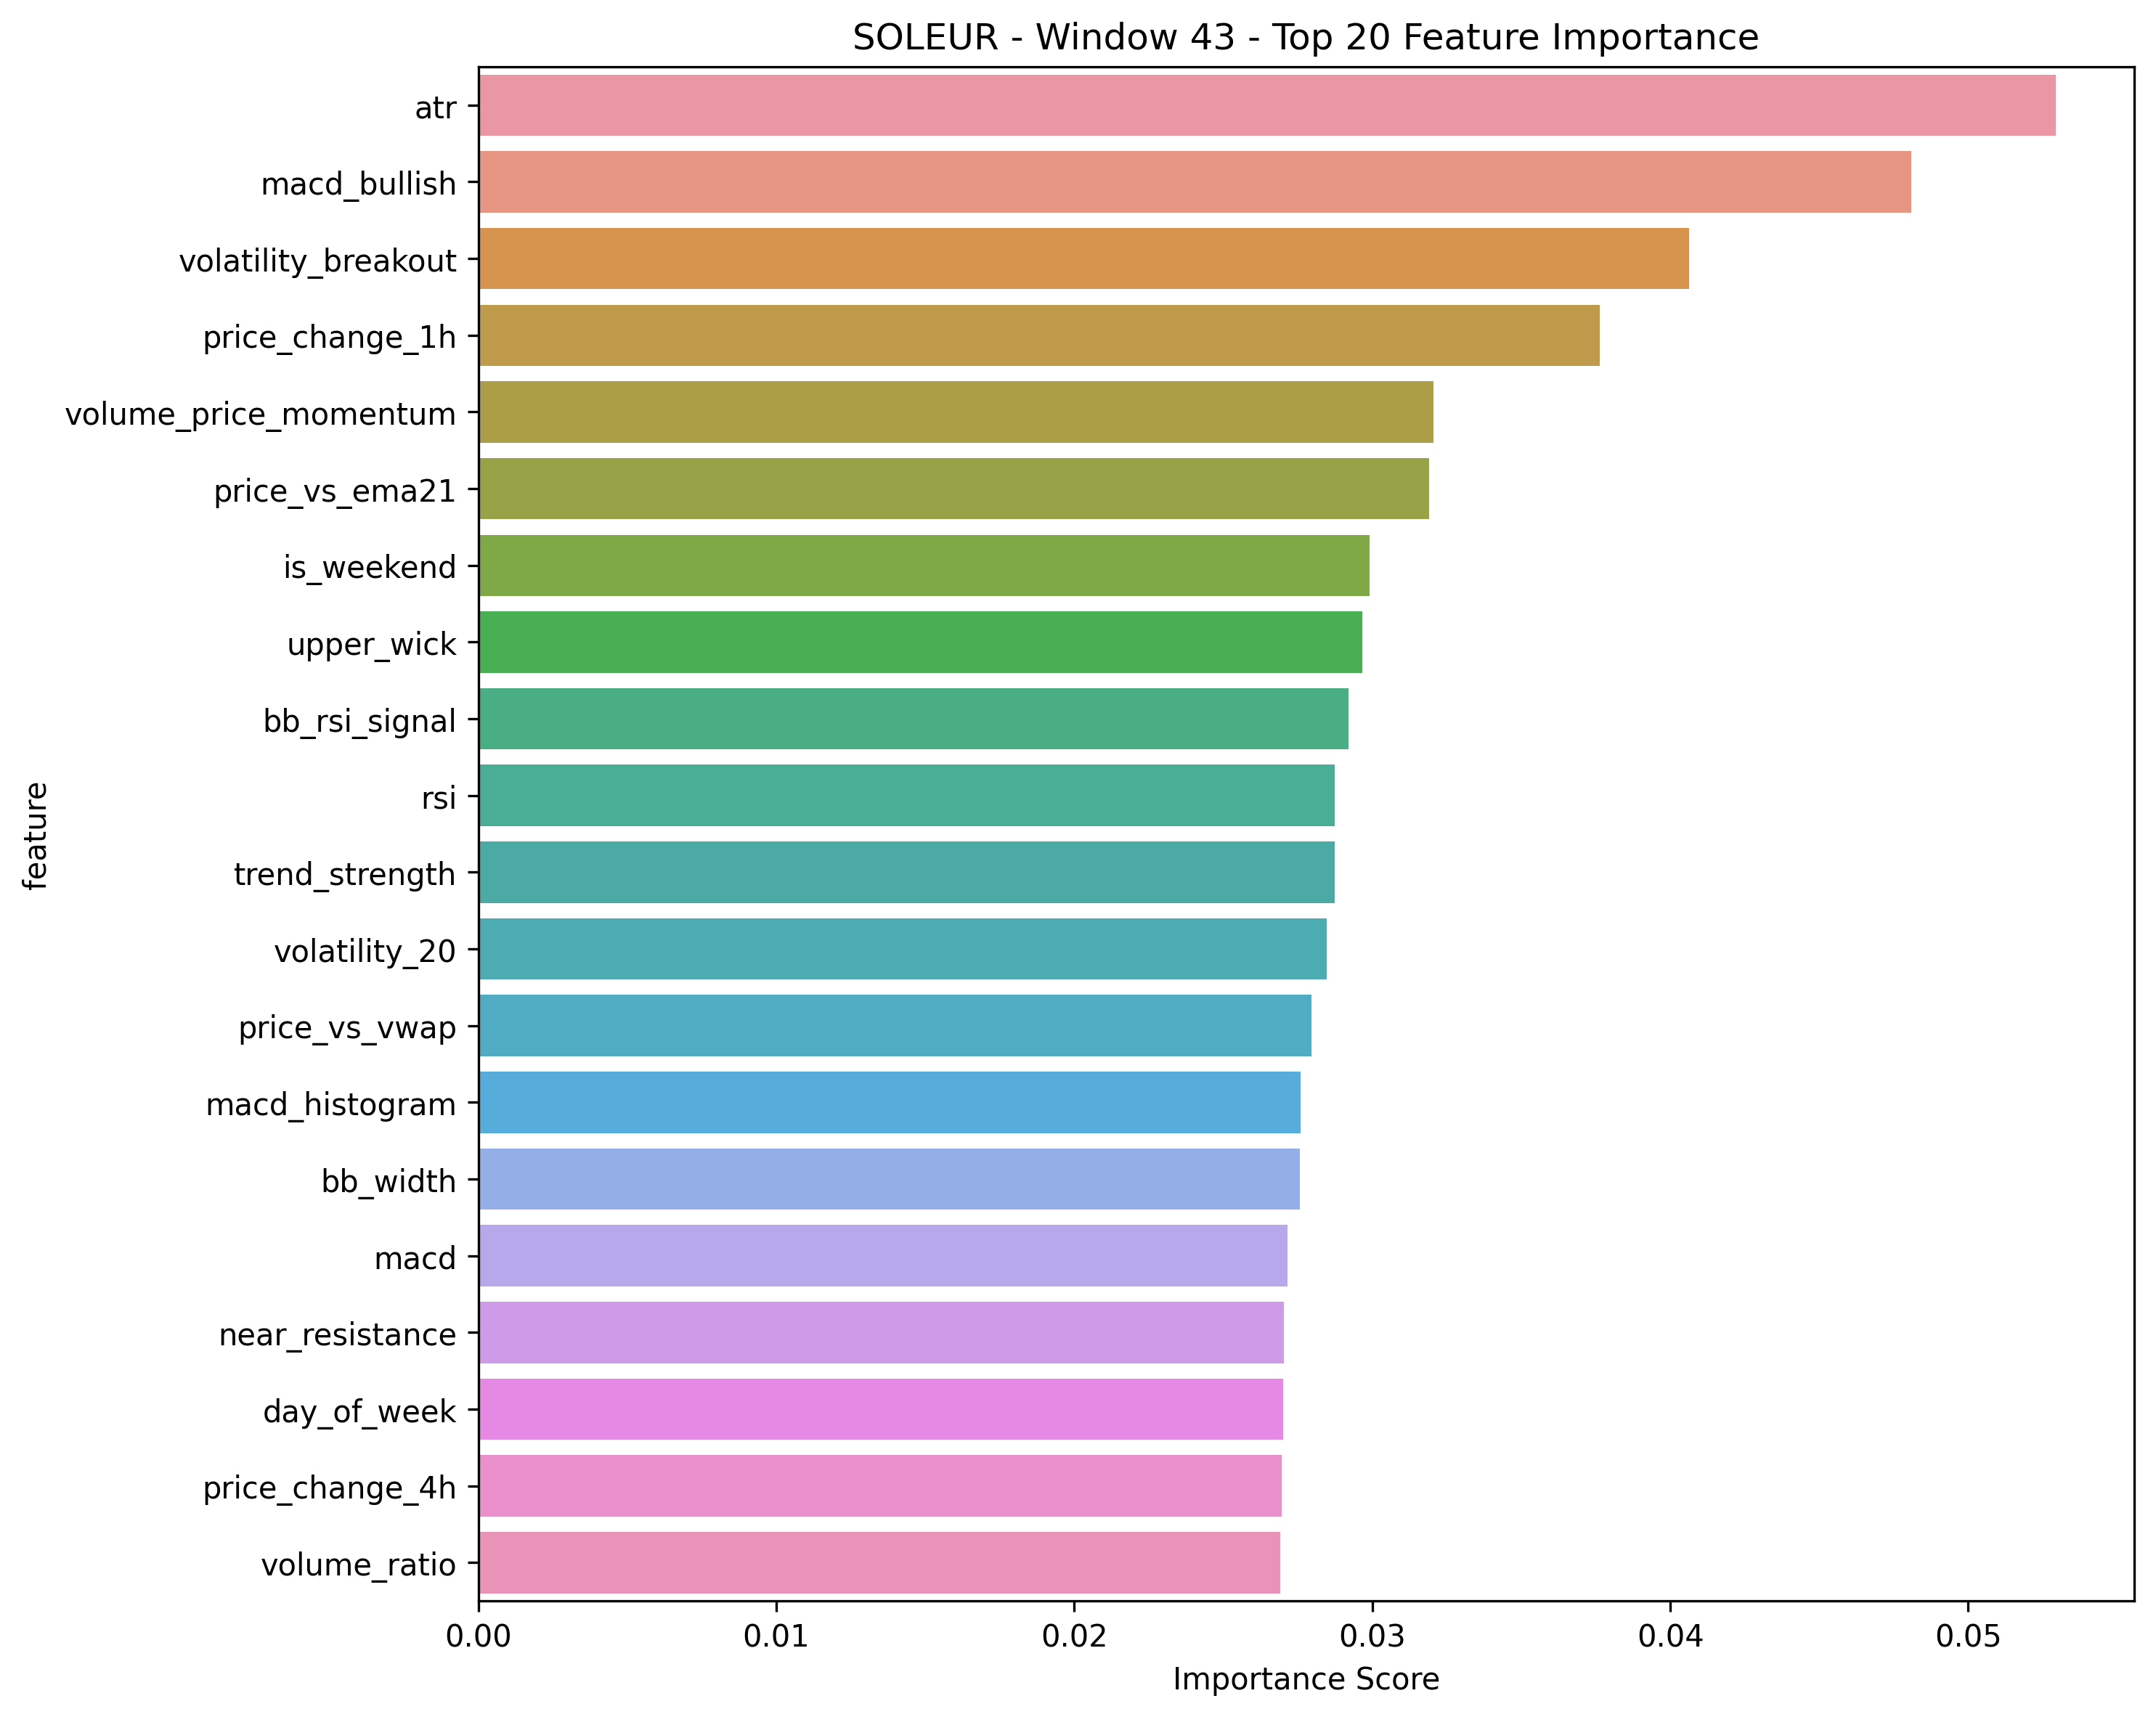 SOLEUR - Window 43 - Top 20 Feature Importance
feature
atr
macd_bullish
volatility_breakout
price_change_1h
volume_price_momentum
price_vs_ema21
is_weekend
upper_wick
bb_rsi_signal
rsi
trend_strength
volatility_20
price_vs_vwap
macd_histogram
bb_width
macd
near_resistance
day_of_week
price_change_4h
volume_ratio
0.00 0.01 0.02 0.03 0.04 0.05
Importance Score